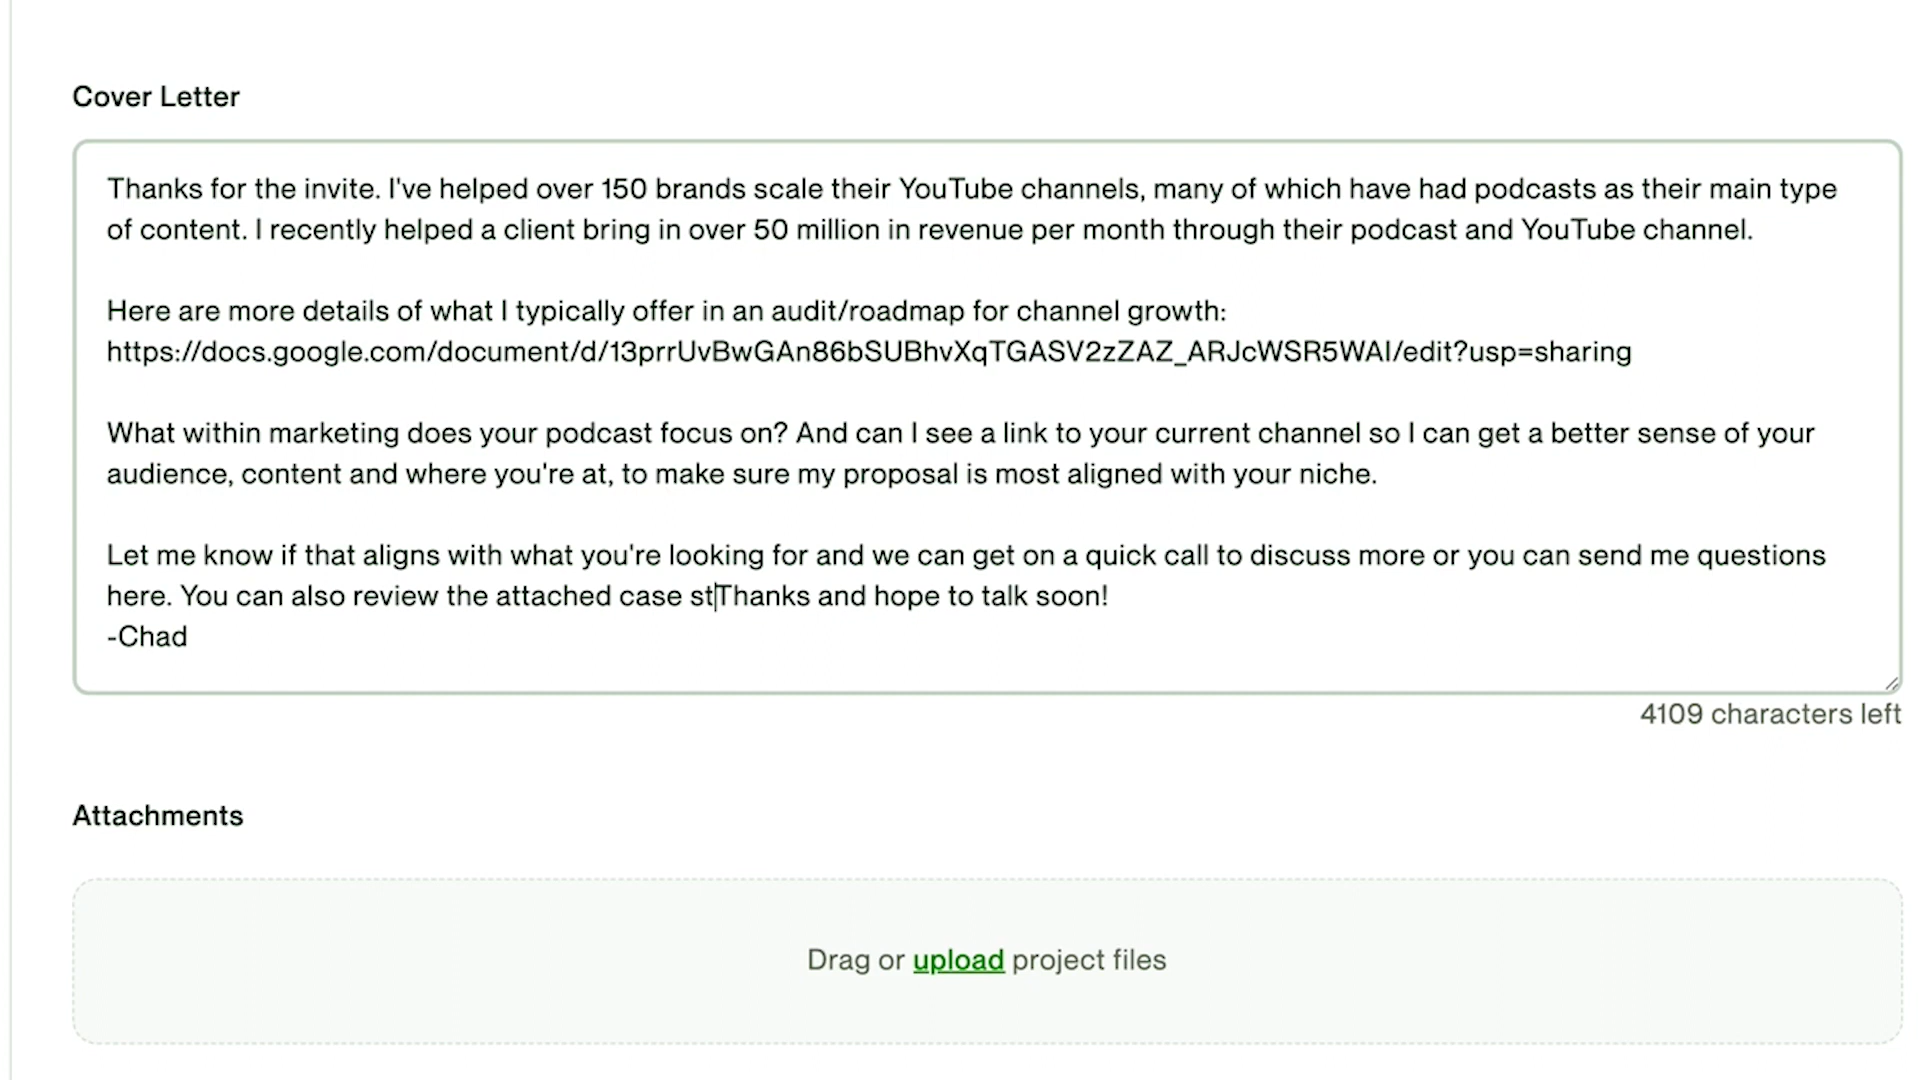 Cover Letter
Thanks for the invite. I've helped over 150 brands scale their YouTube channels, many of which have had podcasts as their main type
of content. I recently helped a client bring in over 50 million in revenue per month through their podcast and YouTube channel.
Here are more details of what I typically offer in an audit/roadmap for channel growth:
https://docs.google.com/document/d/13prrUvBwGAn86bSUBhvXqTGASV2zZAZ_ARJcWSR5WAI/edit?usp=sharing
What within marketing does your podcast focus on? And can I see a link to your current channel so I can get a better sense of your
audience, content and where you're at, to make sure my proposal is most aligned with your niche.
Let me know if that aligns with what you're looking for and we can get on a quick call to discuss more or you can send me questions
here. You can also review the attached case stThanks and hope to talk soon!
-Chad
4109 characters left
Attachments
Drag or upload project files